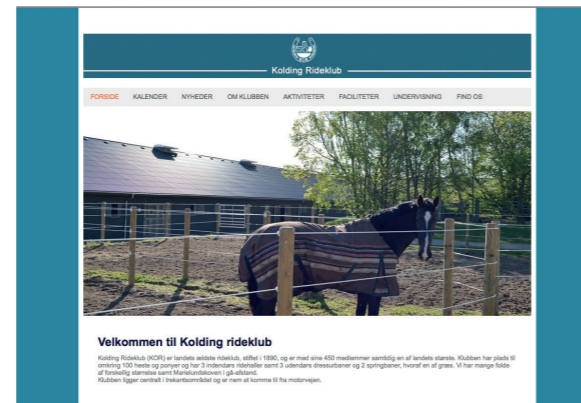 Kolding Rideklub
FORSIDE KALENDER NYHEDER OM KLUBBEN AKTIVITETER FACILITETER UNDERVISNING FIND OS
Velkommen til Kolding rideklub
Kolding Rideklub (KOR) er landets ældste rideklub, stiftet i 1890, og er med sine 450 medlemmer samtidig en af landets største. Klubben har plads til
omkring 100 heste og ponyer og har 3 indendørs ridehaller samt 3 udendørs dressurbaner og 2 springbaner, hvoraf en af græs. Vi har mange folde
af forskellig størrelse samt Marielundskoven i gå-afstand.
Klubben ligger centralt i trekantsområdet og er nem at komme til fra motorvejen.